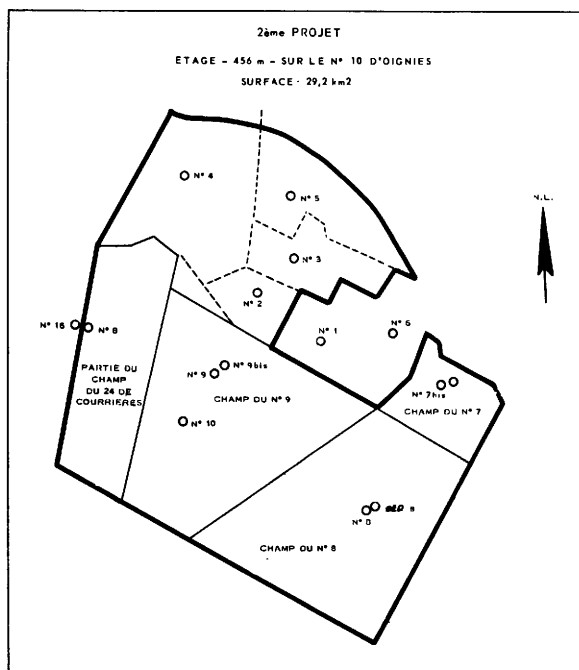 2ème PROJET
ETAGE - 456 m - SUR LE N° 10 D'OIGNIES
SURFACE · 29,2 km2
N° 4
N° 5
N.L.
N° 3
N° 2
N° 16
N° 8
N° 1
N° 6
PARTIE DU
CHAMP
DU 24 DE
COURRIERES
N° 9bis
N° 9
CHAMP DU N° 9
N° 7bis
CHAMP DU N° 7
N° 10
N° 8
CHAMP DU N° 8